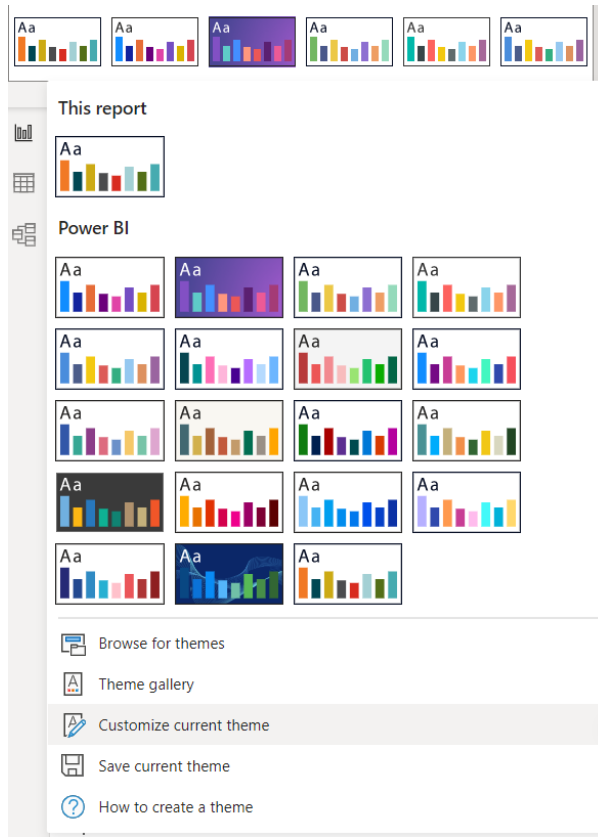 Aa Aa Aa Aa Aa Aa
This report
Aa
Power BI
Aa Aa Aa Aa
Aa Aa Aa Aa
Aa Aa Aa Aa
Aa Aa Aa Aa
Aa Aa Aa
Browse for themes
Theme gallery
Customize current theme
Save current theme
How to create a theme